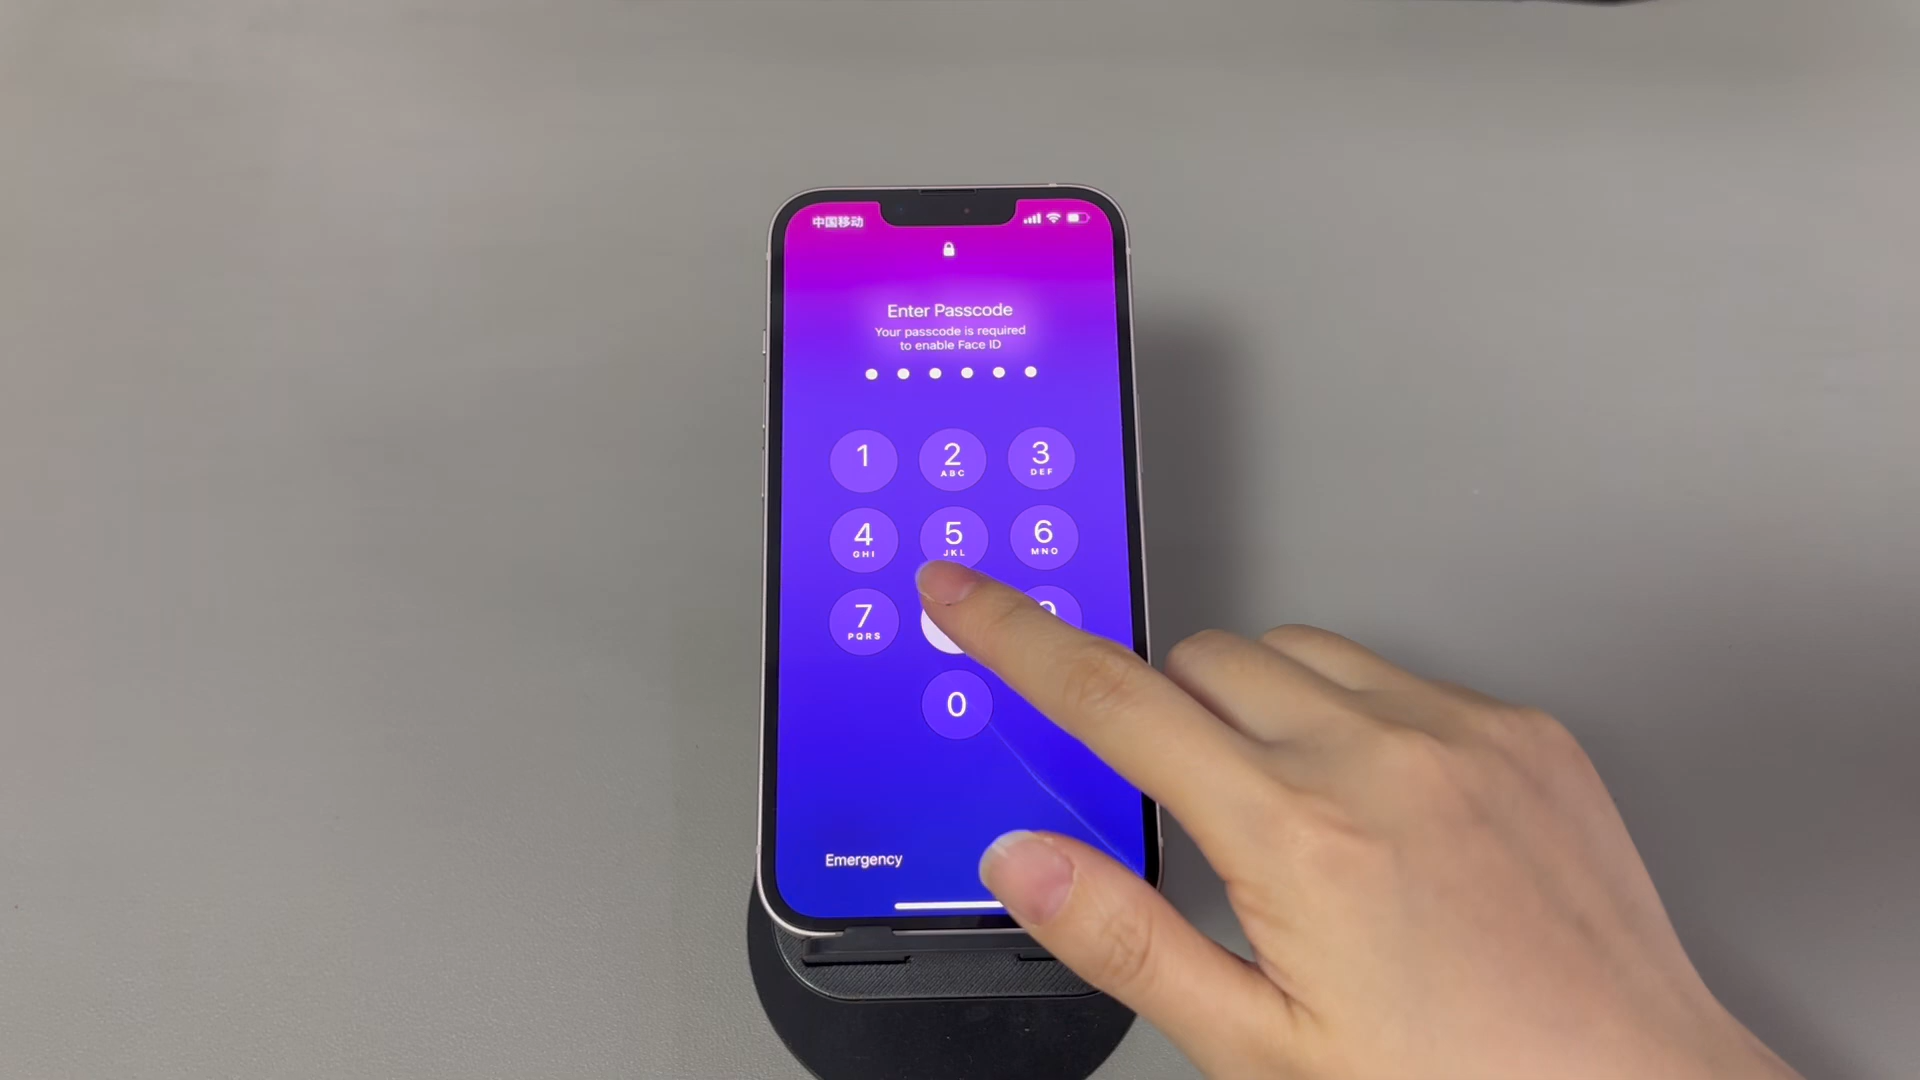 中国移动
Enter Passcode
Your passcode is required
to enable Face ID
1 2 3
ABC DEF
4 5 6
GHI JKL MNO
7 9
PQRS
0
Emergency